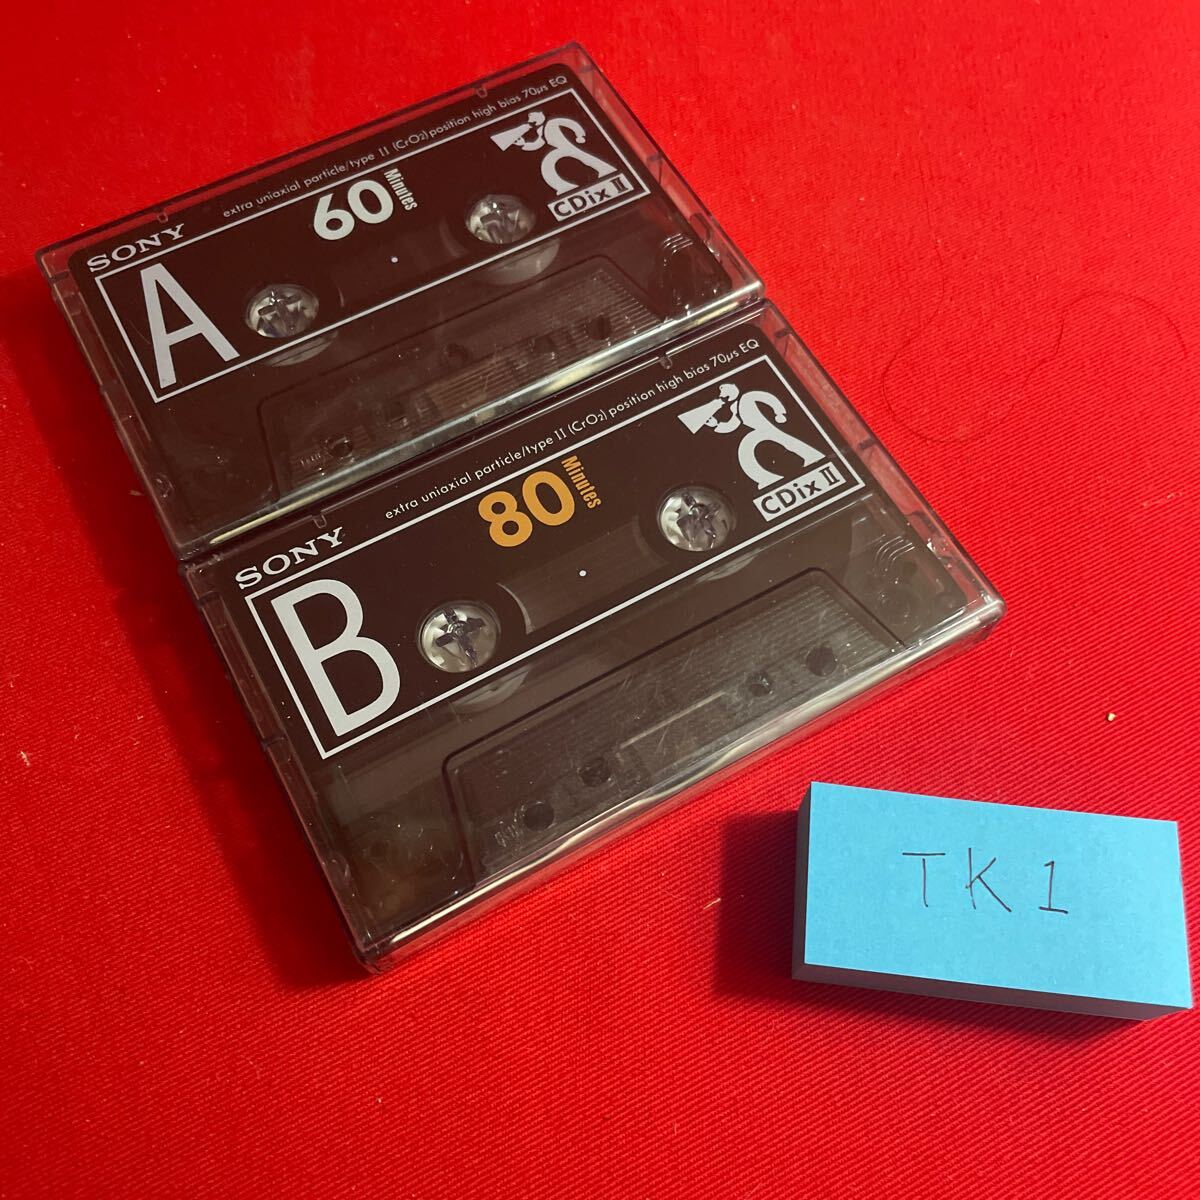 SONY
extra uniaxial particle/type II (CrO2) position high bias 70μs EQ
A
60
Minutes
CDix II
SONY
extra uniaxial particle/type II (CrO2) position high bias 70μs EQ
B
80
Minutes
CDix II
TK1